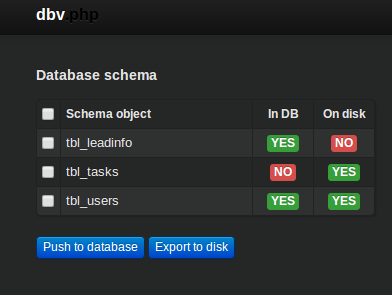 dbv.php
Database schema
Schema object In DB On disk
tbl_leadinfo YES NO
tbl_tasks NO YES
tbl_users YES YES
Push to database Export to disk